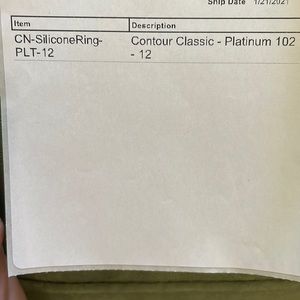 Ship Date 1/21/2021
Item Description
CN-SiliconeRing- Contour Classic - Platinum 102
PLT-12 - 12